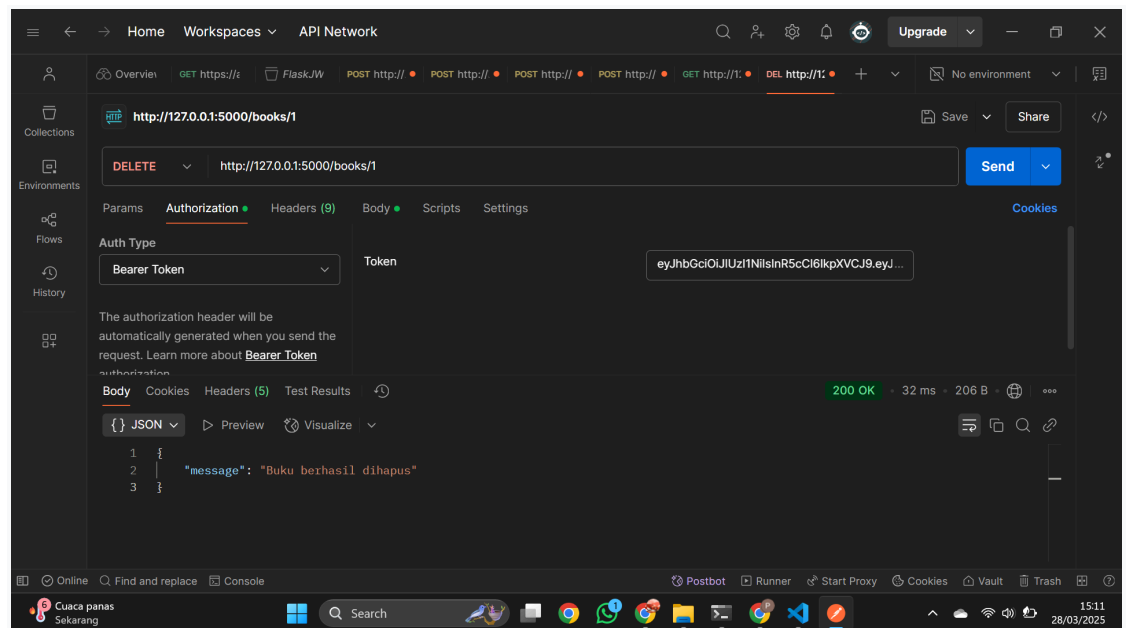 Home Workspaces API Network Upgrade
Overviev GET https://a FlaskJW POST http:// POST http://. POST http:// POST http:// GET http://1: DEL http://12 No environment
http://127.0.0.1:5000/books/1 Save Share
Collections
DELETE http://127.0.0.1:5000/books/1 Send
Environments
Params Authorization Headers (9) Body Scripts Settings Cookies
Flows
Auth Type
Token
Bearer Token eyJhbGciOiJIUzI1NiIsInR5cCI6IkpXVCJ9.eyJ...
History
The authorization header will be
automatically generated when you send the
request. Learn more about Bearer Token
authorization
Body Cookies Headers (5) Test Results 200 OK 32 ms 206 B
{} JSON Preview Visualize
1 {
2 "message": "Buku berhasil dihapus"
3 }
Online Find and replace Console Postbot Runner Start Proxy Cookies Vault Trash
6 Cuaca panas
Sekarang
Search
1
15:11
28/03/2025